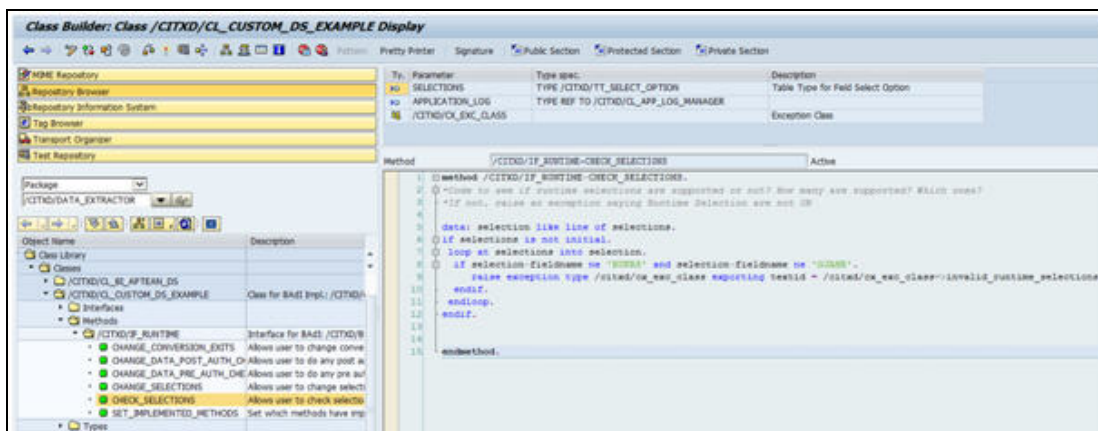 Class Builder: Class /CITXD/CL_CUSTOM_DS_EXAMPLE Display
Pattern Pretty Printer Signature Public Section Protected Section Private Section
MIME Repository
Repository Browser
Repository Information System
Tag Browser
Transport Organizer
Test Repository
Package
/CITXD/DATA_EXTRACTOR
Object Name Description
Class Library
Classes
/CITXD/CL_BI_APTEAN_DS
/CITXD/CL_CUSTOM_DS_EXAMPLE Class for BAdI Impl.: /CITXD/
Interfaces
Methods
/CITXD/IF_RUNTIME Interface for BAdI: /CITXD/B
CHANGE_CONVERSION_EXITS Allows user to change conve
CHANGE_DATA_POST_AUTH_CH Allows user to do any post au
CHANGE_DATA_PRE_AUTH_CHE Allows user to do any pre aut
CHANGE_SELECTIONS Allows user to change selecti
CHECK_SELECTIONS Allows user to check selectio
SET_IMPLEMENTED_METHODS Set which methods have imp
Types
Ty. Parameter Type spec. Description
SELECTIONS TYPE /CITXD/TT_SELECT_OPTION Table Type for Field Select Option
APPLICATION_LOG TYPE REF TO /CITXD/CL_APP_LOG_MANAGER
/CITXD/CX_EXC_CLASS Exception Class
Method /CITXD/IF_RUNTIME~CHECK_SELECTIONS Active
1 method /CITXD/IF_RUNTIME~CHECK_SELECTIONS.
2 *Code to see if runtime selections are supported or not? How many are supported? Which ones?
3 *If not, raise an exception saying Runtime Selection are not OK
4
5 data: selection like line of selections.
6 if selections is not initial.
7 loop at selections into selection.
8 if selection-fieldname ne and selection-fieldname ne
9 raise exception type /citxd/cx_exc_class exporting textid = /citxd/cx_exc_class=>invalid_runtime_selections
10 endif.
11 endloop.
12 endif.
13
14
15 endmethod.